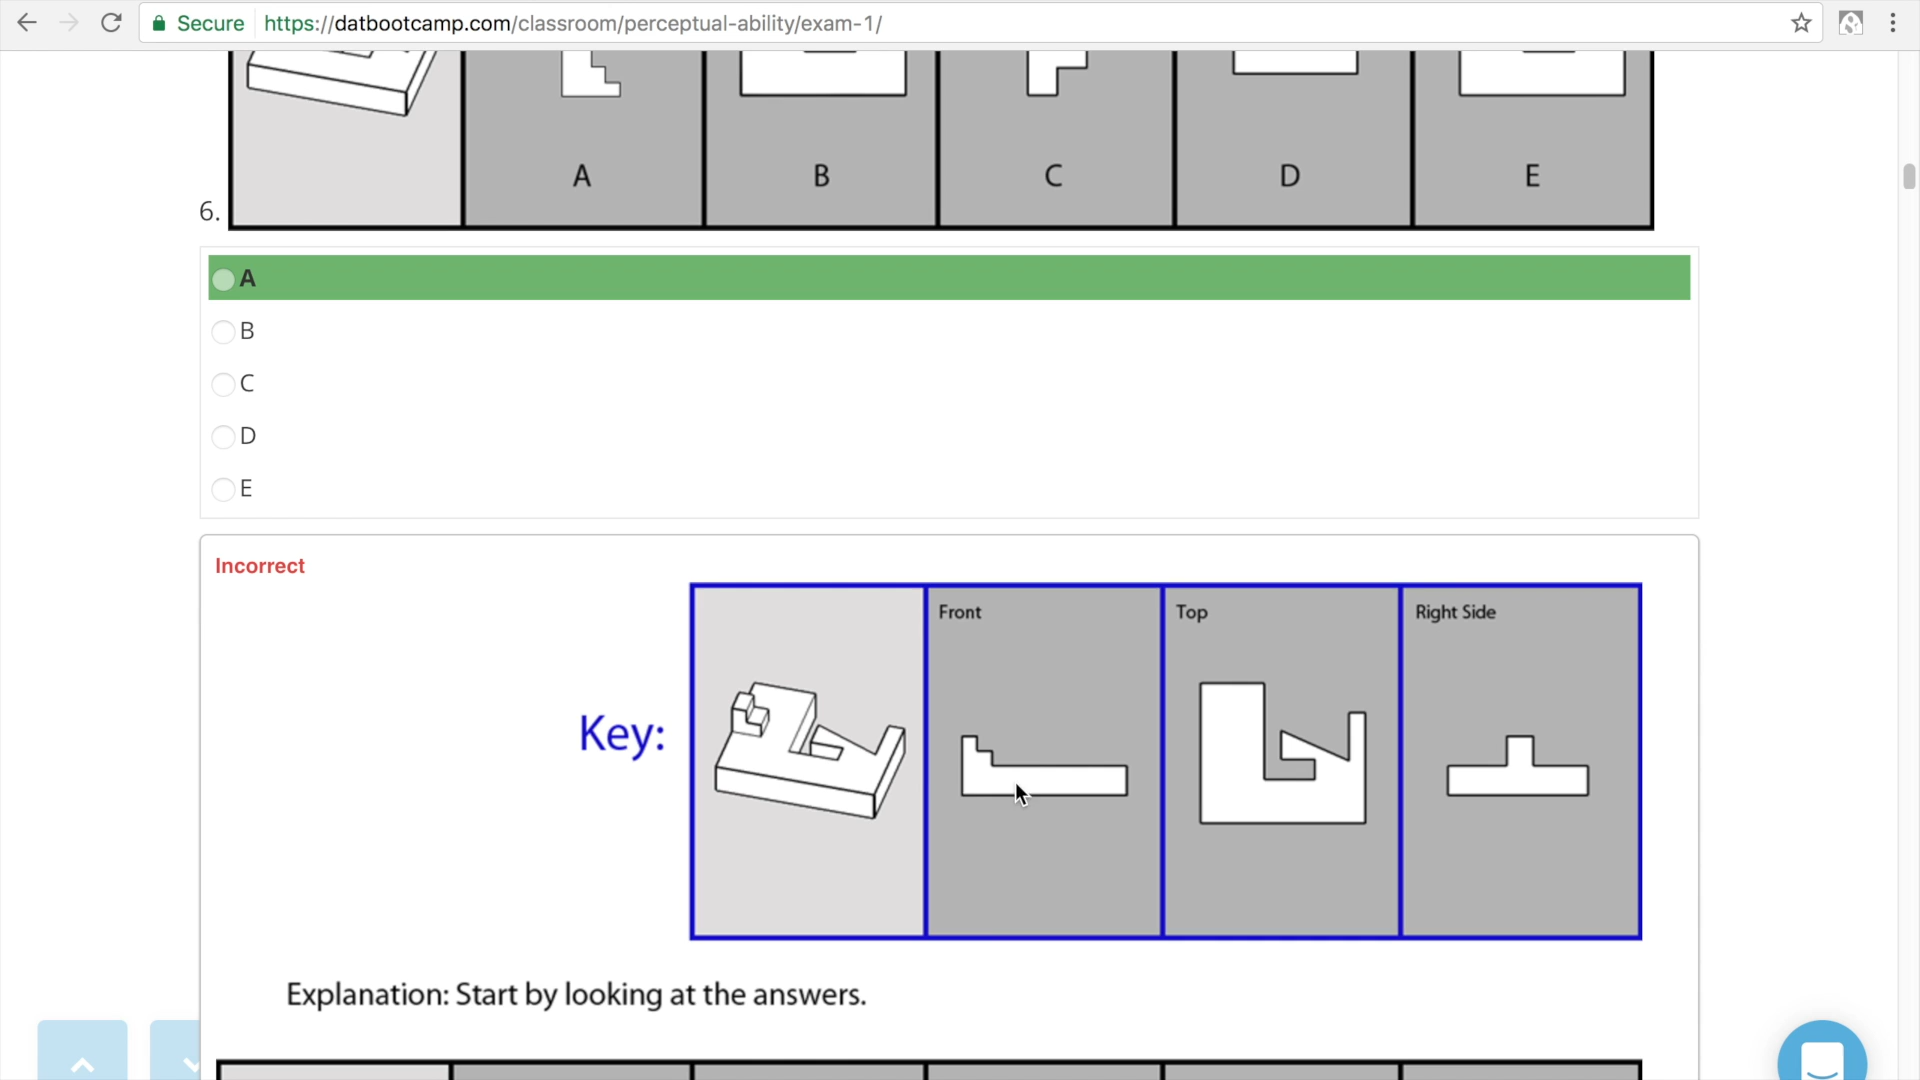 Secure https://datbootcamp.com/classroom/perceptual-ability/exam-1/
A B C D E
6.
A
B
C
D
E
Incorrect
Key:
Front
Top
Right Side
Explanation: Start by looking at the answers.